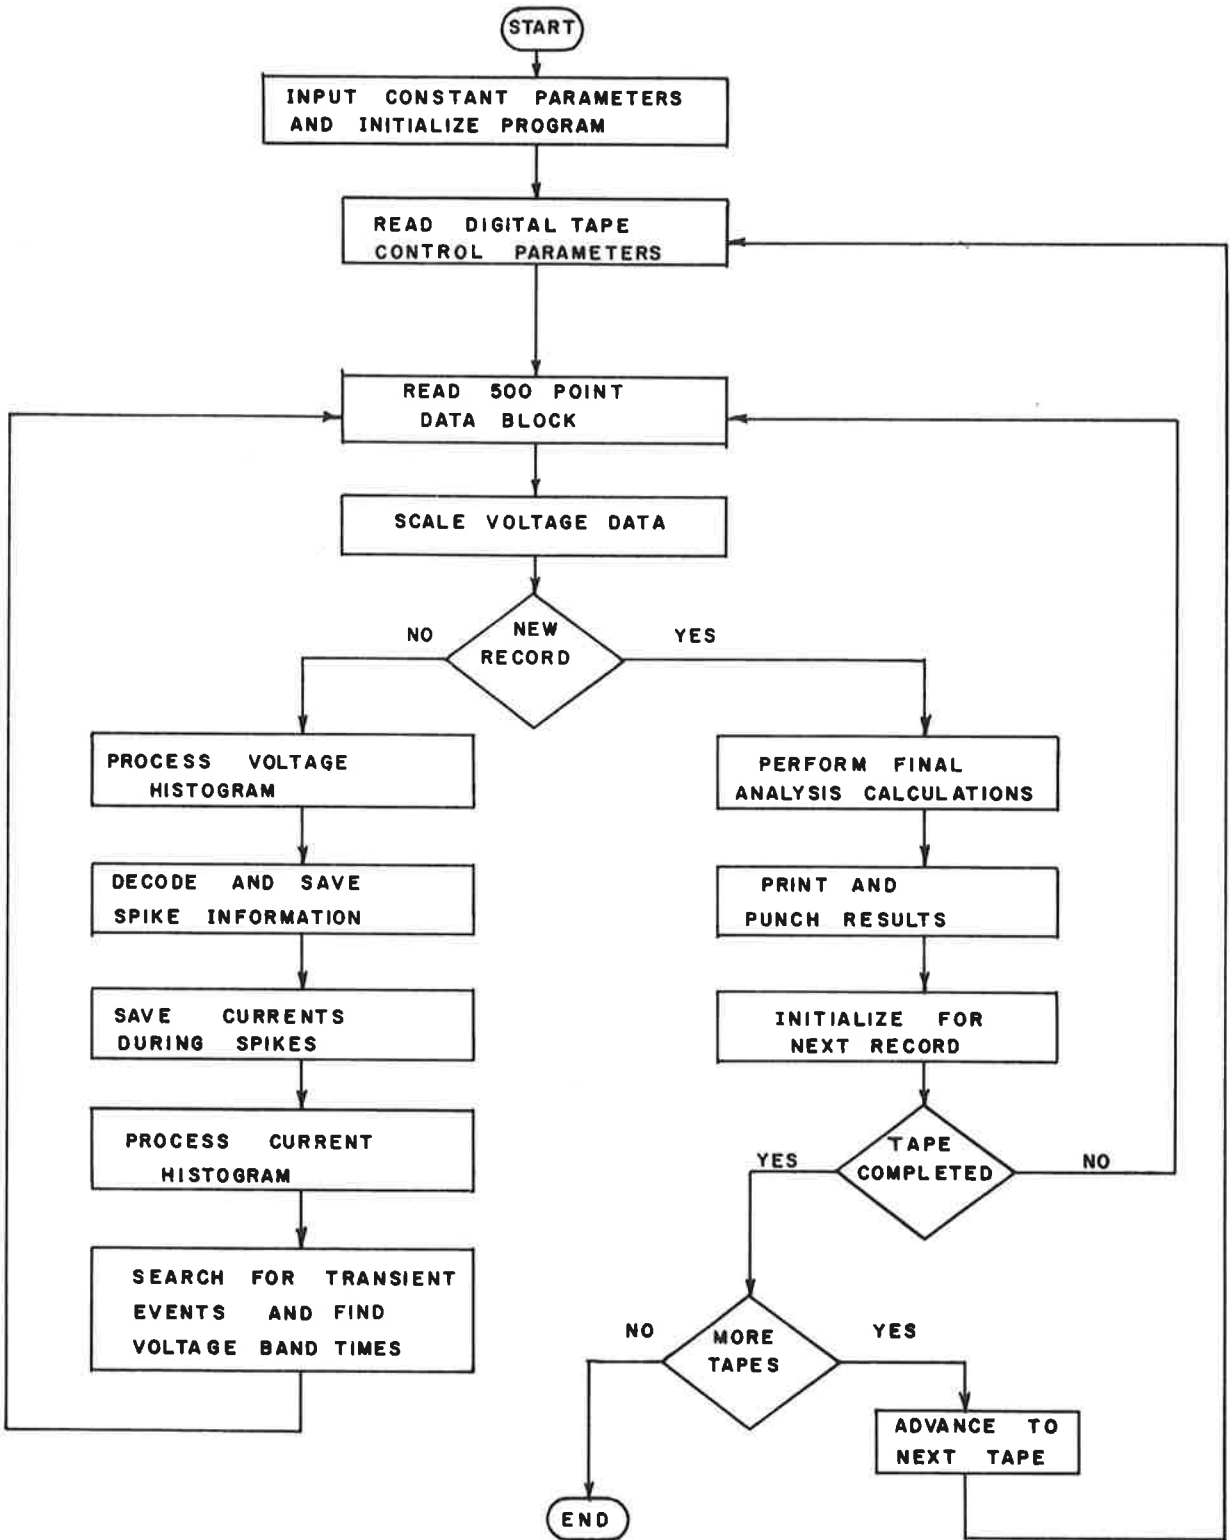 START
INPUT CONSTANT PARAMETERS
AND INITIALIZE PROGRAM
READ DIGITAL TAPE
CONTROL PARAMETERS
READ 500 POINT
DATA BLOCK
SCALE VOLTAGE DATA
NEW
RECORD
NO
YES
PROCESS VOLTAGE
HISTOGRAM
DECODE AND SAVE
SPIKE INFORMATION
SAVE CURRENTS
DURING SPIKES
PROCESS CURRENT
HISTOGRAM
SEARCH FOR TRANSIENT
EVENTS AND FIND
VOLTAGE BAND TIMES
PERFORM FINAL
ANALYSIS CALCULATIONS
PRINT AND
PUNCH RESULTS
INITIALIZE FOR
NEXT RECORD
TAPE
COMPLETED
YES
NO
MORE
TAPES
NO
YES
ADVANCE TO
NEXT TAPE
END